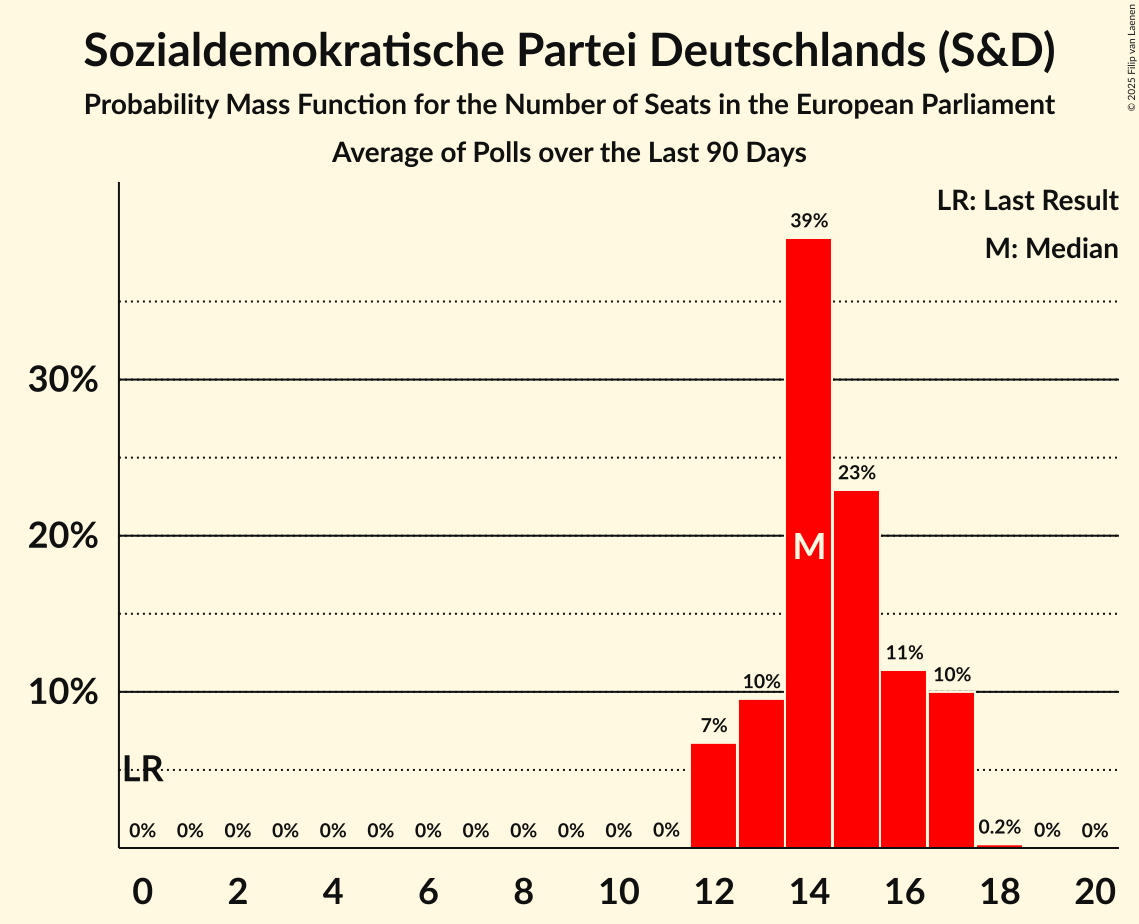 Sozialdemokratische Partei Deutschlands (S&D)
Probability Mass Function for the Number of Seats in the European Parliament
Average of Polls over the Last 90 Days
© 2025 Filip van Laenen
LR: Last Result
M: Median
39%
30%
23%
20%
M
11%
10%
10%
10%
7%
LR
0% 0% 0% 0% 0% 0% 0% 0% 0% 0% 0% 0% 0.2% 0% 0%
0 2 4 6 8 10 12 14 16 18 20